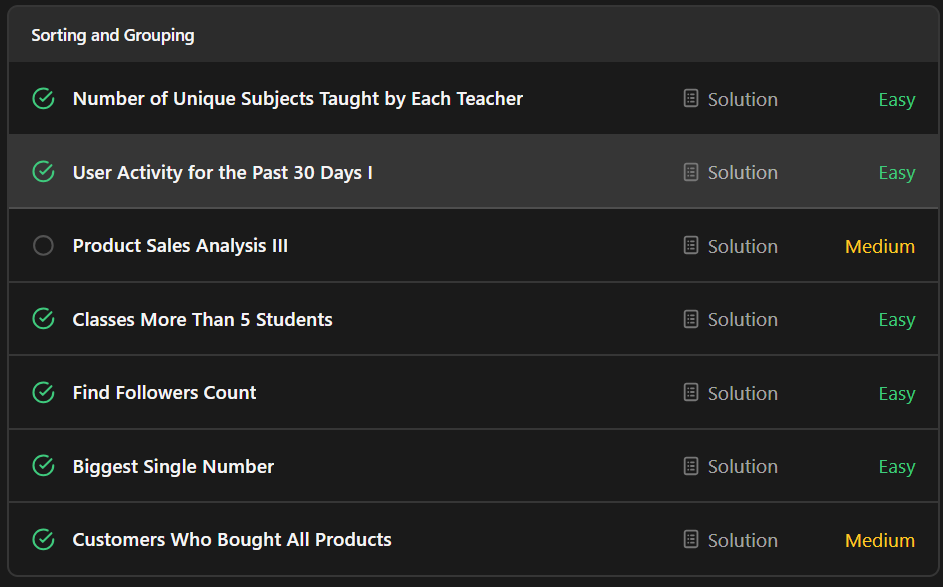 Sorting and Grouping
Number of Unique Subjects Taught by Each Teacher Solution Easy
User Activity for the Past 30 Days I Solution Easy
Product Sales Analysis III Solution Medium
Classes More Than 5 Students Solution Easy
Find Followers Count Solution Easy
Biggest Single Number Solution Easy
Customers Who Bought All Products Solution Medium